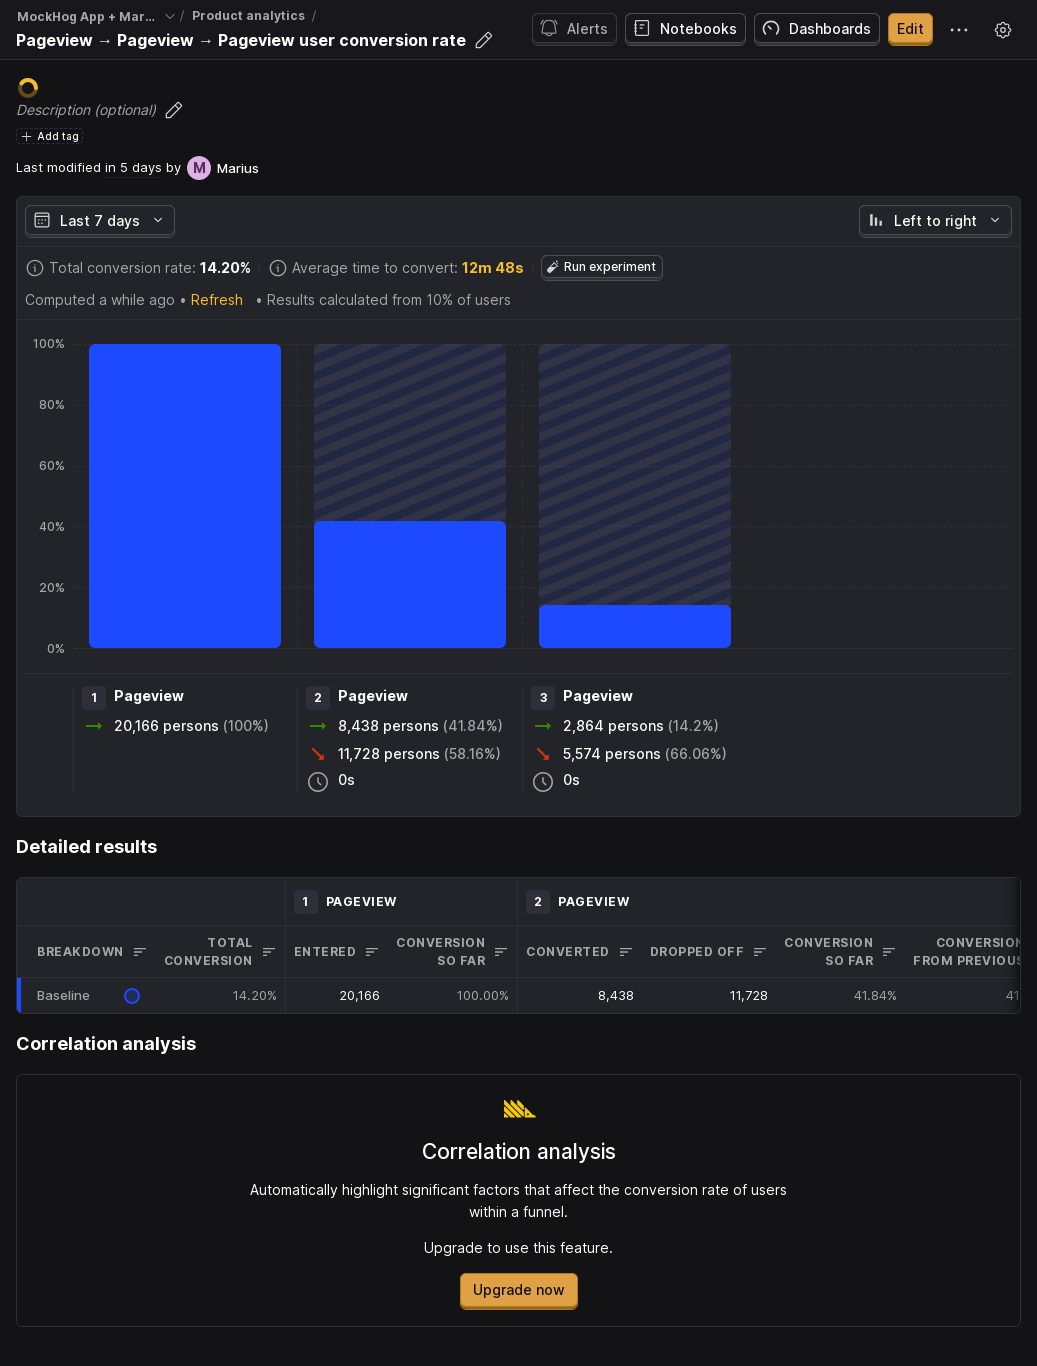 MockHog App + Mar... / Product analytics /
Pageview → Pageview → Pageview user conversion rate
Alerts Notebooks Dashboards Edit
Description (optional)
Add tag
Last modified in 5 days by M Marius
Last 7 days Left to right
Total conversion rate: 14.20% Average time to convert: 12m 48s Run experiment
Computed a while ago • Refresh • Results calculated from 10% of users
100%
80%
60%
40%
20%
0%
1 Pageview
20,166 persons (100%)
2 Pageview
8,438 persons (41.84%)
11,728 persons (58.16%)
0s
3 Pageview
2,864 persons (14.2%)
5,574 persons (66.06%)
0s
Detailed results
1 PAGEVIEW 2 PAGEVIEW
BREAKDOWN TOTAL CONVERSION ENTERED CONVERSION SO FAR CONVERTED DROPPED OFF CONVERSION SO FAR CONVERSION FROM PREVIOUS
Baseline 14.20% 20,166 100.00% 8,438 11,728 41.84% 41
Correlation analysis
Correlation analysis
Automatically highlight significant factors that affect the conversion rate of users
within a funnel.
Upgrade to use this feature.
Upgrade now